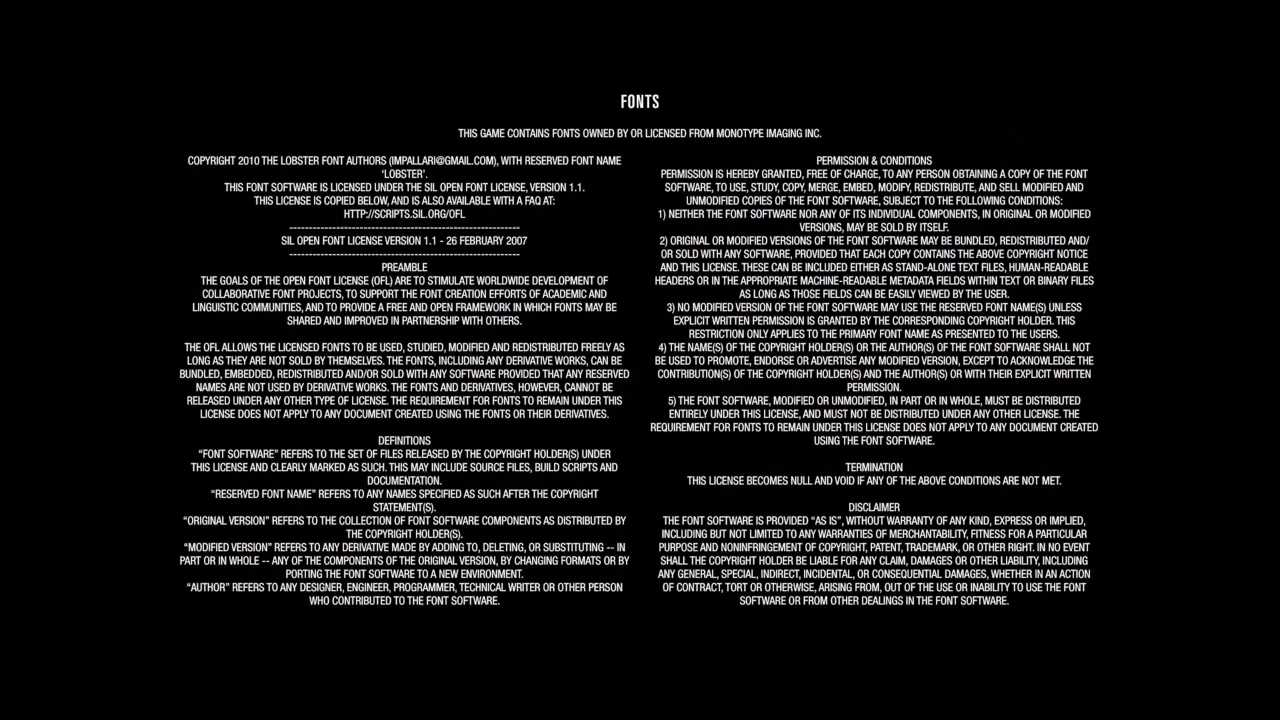 FONTS
THIS GAME CONTAINS FONTS OWNED BY OR LICENSED FROM MONOTYPE IMAGING INC.
COPYRIGHT 2010 THE LOBSTER FONT AUTHORS (IMPALLARI@GMAIL.COM), WITH RESERVED FONT NAME
‘LOBSTER’.
THIS FONT SOFTWARE IS LICENSED UNDER THE SIL OPEN FONT LICENSE, VERSION 1.1.
THIS LICENSE IS COPIED BELOW, AND IS ALSO AVAILABLE WITH A FAQ AT:
HTTP://SCRIPTS.SIL.ORG/OFL
-----------------------------------------------------------
SIL OPEN FONT LICENSE VERSION 1.1 - 26 FEBRUARY 2007
-----------------------------------------------------------
PREAMBLE
THE GOALS OF THE OPEN FONT LICENSE (OFL) ARE TO STIMULATE WORLDWIDE DEVELOPMENT OF
COLLABORATIVE FONT PROJECTS, TO SUPPORT THE FONT CREATION EFFORTS OF ACADEMIC AND
LINGUISTIC COMMUNITIES, AND TO PROVIDE A FREE AND OPEN FRAMEWORK IN WHICH FONTS MAY BE
SHARED AND IMPROVED IN PARTNERSHIP WITH OTHERS.
THE OFL ALLOWS THE LICENSED FONTS TO BE USED, STUDIED, MODIFIED AND REDISTRIBUTED FREELY AS
LONG AS THEY ARE NOT SOLD BY THEMSELVES. THE FONTS, INCLUDING ANY DERIVATIVE WORKS, CAN BE
BUNDLED, EMBEDDED, REDISTRIBUTED AND/OR SOLD WITH ANY SOFTWARE PROVIDED THAT ANY RESERVED
NAMES ARE NOT USED BY DERIVATIVE WORKS. THE FONTS AND DERIVATIVES, HOWEVER, CANNOT BE
RELEASED UNDER ANY OTHER TYPE OF LICENSE. THE REQUIREMENT FOR FONTS TO REMAIN UNDER THIS
LICENSE DOES NOT APPLY TO ANY DOCUMENT CREATED USING THE FONTS OR THEIR DERIVATIVES.
DEFINITIONS
“FONT SOFTWARE” REFERS TO THE SET OF FILES RELEASED BY THE COPYRIGHT HOLDER(S) UNDER
THIS LICENSE AND CLEARLY MARKED AS SUCH. THIS MAY INCLUDE SOURCE FILES, BUILD SCRIPTS AND
DOCUMENTATION.
“RESERVED FONT NAME” REFERS TO ANY NAMES SPECIFIED AS SUCH AFTER THE COPYRIGHT
STATEMENT(S).
“ORIGINAL VERSION” REFERS TO THE COLLECTION OF FONT SOFTWARE COMPONENTS AS DISTRIBUTED BY
THE COPYRIGHT HOLDER(S).
“MODIFIED VERSION” REFERS TO ANY DERIVATIVE MADE BY ADDING TO, DELETING, OR SUBSTITUTING -- IN
PART OR IN WHOLE -- ANY OF THE COMPONENTS OF THE ORIGINAL VERSION, BY CHANGING FORMATS OR BY
PORTING THE FONT SOFTWARE TO A NEW ENVIRONMENT.
“AUTHOR” REFERS TO ANY DESIGNER, ENGINEER, PROGRAMMER, TECHNICAL WRITER OR OTHER PERSON
WHO CONTRIBUTED TO THE FONT SOFTWARE.
PERMISSION & CONDITIONS
PERMISSION IS HEREBY GRANTED, FREE OF CHARGE, TO ANY PERSON OBTAINING A COPY OF THE FONT
SOFTWARE, TO USE, STUDY, COPY, MERGE, EMBED, MODIFY, REDISTRIBUTE, AND SELL MODIFIED AND
UNMODIFIED COPIES OF THE FONT SOFTWARE, SUBJECT TO THE FOLLOWING CONDITIONS:
1) NEITHER THE FONT SOFTWARE NOR ANY OF ITS INDIVIDUAL COMPONENTS, IN ORIGINAL OR MODIFIED
VERSIONS, MAY BE SOLD BY ITSELF.
2) ORIGINAL OR MODIFIED VERSIONS OF THE FONT SOFTWARE MAY BE BUNDLED, REDISTRIBUTED AND/
OR SOLD WITH ANY SOFTWARE, PROVIDED THAT EACH COPY CONTAINS THE ABOVE COPYRIGHT NOTICE
AND THIS LICENSE. THESE CAN BE INCLUDED EITHER AS STAND-ALONE TEXT FILES, HUMAN-READABLE
HEADERS OR IN THE APPROPRIATE MACHINE-READABLE METADATA FIELDS WITHIN TEXT OR BINARY FILES
AS LONG AS THOSE FIELDS CAN BE EASILY VIEWED BY THE USER.
3) NO MODIFIED VERSION OF THE FONT SOFTWARE MAY USE THE RESERVED FONT NAME(S) UNLESS
EXPLICIT WRITTEN PERMISSION IS GRANTED BY THE CORRESPONDING COPYRIGHT HOLDER. THIS
RESTRICTION ONLY APPLIES TO THE PRIMARY FONT NAME AS PRESENTED TO THE USERS.
4) THE NAME(S) OF THE COPYRIGHT HOLDER(S) OR THE AUTHOR(S) OF THE FONT SOFTWARE SHALL NOT
BE USED TO PROMOTE, ENDORSE OR ADVERTISE ANY MODIFIED VERSION, EXCEPT TO ACKNOWLEDGE THE
CONTRIBUTION(S) OF THE COPYRIGHT HOLDER(S) AND THE AUTHOR(S) OR WITH THEIR EXPLICIT WRITTEN
PERMISSION.
5) THE FONT SOFTWARE, MODIFIED OR UNMODIFIED, IN PART OR IN WHOLE, MUST BE DISTRIBUTED
ENTIRELY UNDER THIS LICENSE, AND MUST NOT BE DISTRIBUTED UNDER ANY OTHER LICENSE. THE
REQUIREMENT FOR FONTS TO REMAIN UNDER THIS LICENSE DOES NOT APPLY TO ANY DOCUMENT CREATED
USING THE FONT SOFTWARE.
TERMINATION
THIS LICENSE BECOMES NULL AND VOID IF ANY OF THE ABOVE CONDITIONS ARE NOT MET.
DISCLAIMER
THE FONT SOFTWARE IS PROVIDED “AS IS”, WITHOUT WARRANTY OF ANY KIND, EXPRESS OR IMPLIED,
INCLUDING BUT NOT LIMITED TO ANY WARRANTIES OF MERCHANTABILITY, FITNESS FOR A PARTICULAR
PURPOSE AND NONINFRINGEMENT OF COPYRIGHT, PATENT, TRADEMARK, OR OTHER RIGHT. IN NO EVENT
SHALL THE COPYRIGHT HOLDER BE LIABLE FOR ANY CLAIM, DAMAGES OR OTHER LIABILITY, INCLUDING
ANY GENERAL, SPECIAL, INDIRECT, INCIDENTAL, OR CONSEQUENTIAL DAMAGES, WHETHER IN AN ACTION
OF CONTRACT, TORT OR OTHERWISE, ARISING FROM, OUT OF THE USE OR INABILITY TO USE THE FONT
SOFTWARE OR FROM OTHER DEALINGS IN THE FONT SOFTWARE.